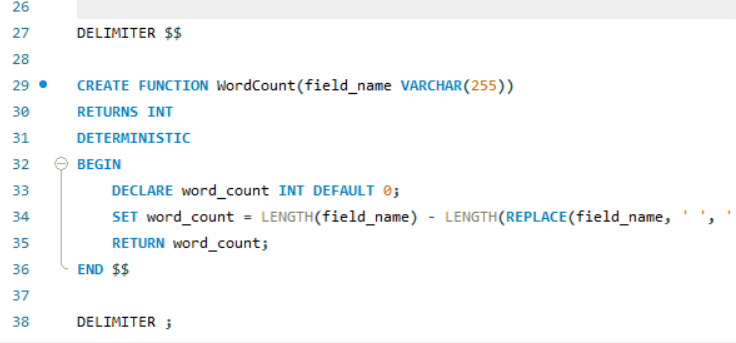 26
27 DELIMITER $$
28
29 CREATE FUNCTION WordCount(field_name VARCHAR(255))
30 RETURNS INT
31 DETERMINISTIC
32 BEGIN
33 DECLARE word_count INT DEFAULT 0;
34 SET word_count = LENGTH(field_name) - LENGTH(REPLACE(field_name, ' ', '
35 RETURN word_count;
36 END $$
37
38 DELIMITER ;